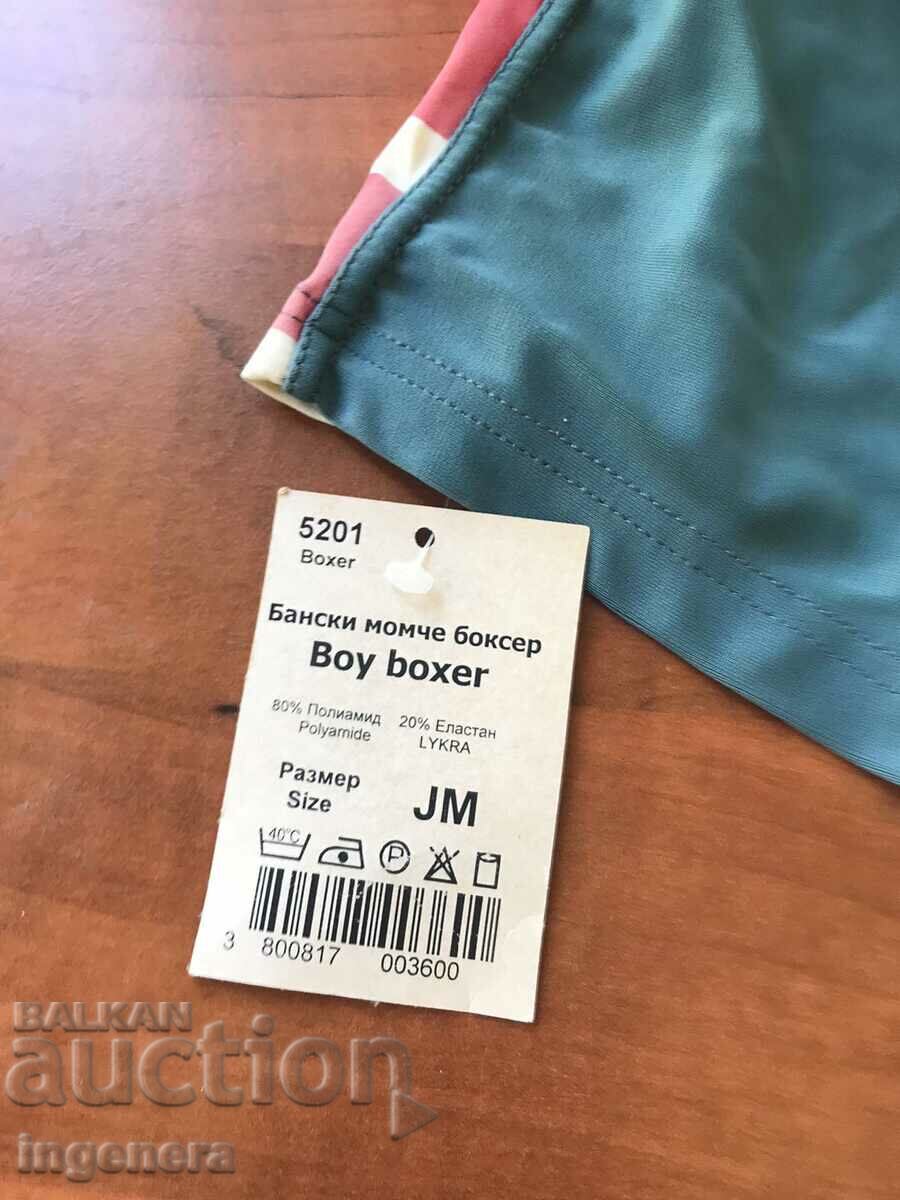 5201
Boxer
Бански момче боксер
Boy boxer
80% Полиамид 20% Еластан
Polyamide LYKRA
Размер
Size JM
40°C P
3 800817 003600
BALKAN
auction
ingenera